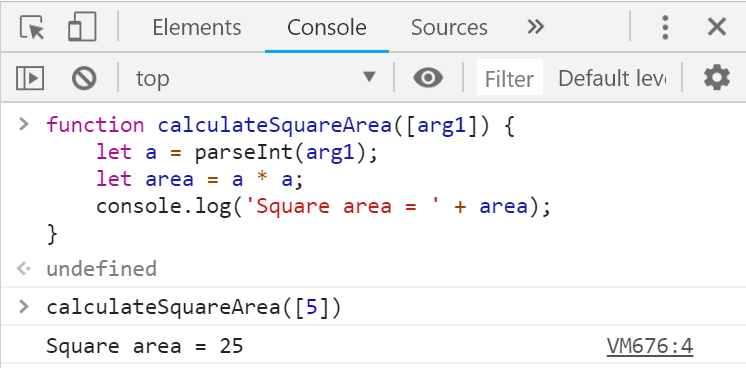 Elements Console Sources
top Filter Default leve
function calculateSquareArea([arg1]) {
    let a = parseInt(arg1);
    let area = a * a;
    console.log('Square area = ' + area);
}
undefined
calculateSquareArea([5])
Square area = 25 VM676:4